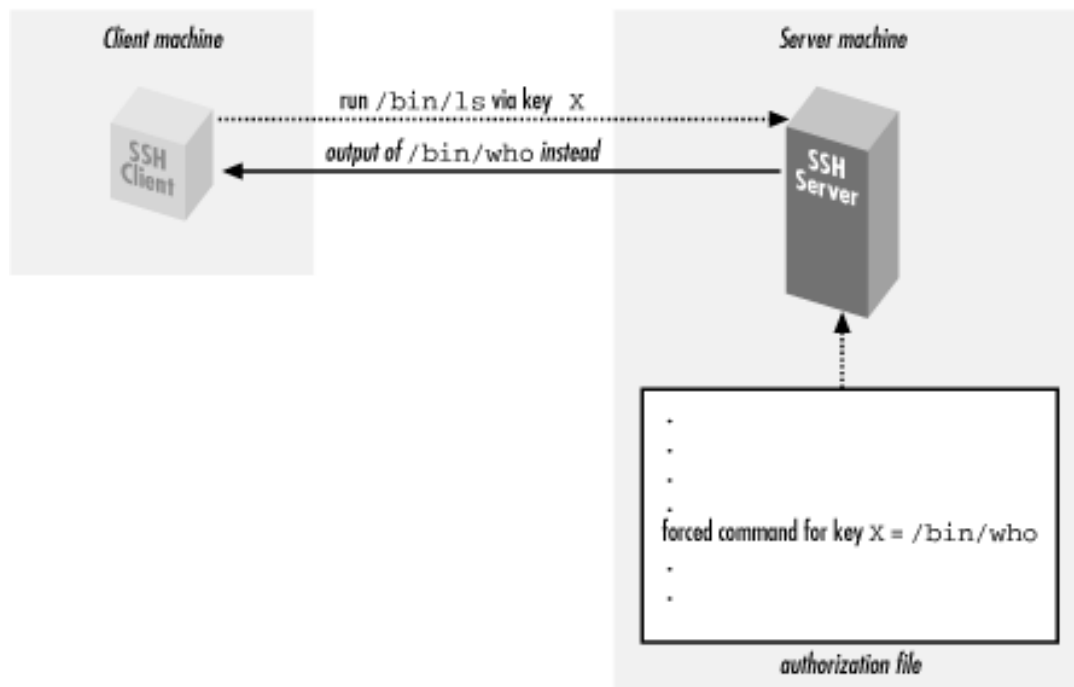 Client machine
Server machine
run /bin/ls via key X
output of /bin/who instead
SSH
Client
SSH
Server
.
.
.
.
forced command for key X = /bin/who
.
.
authorization file